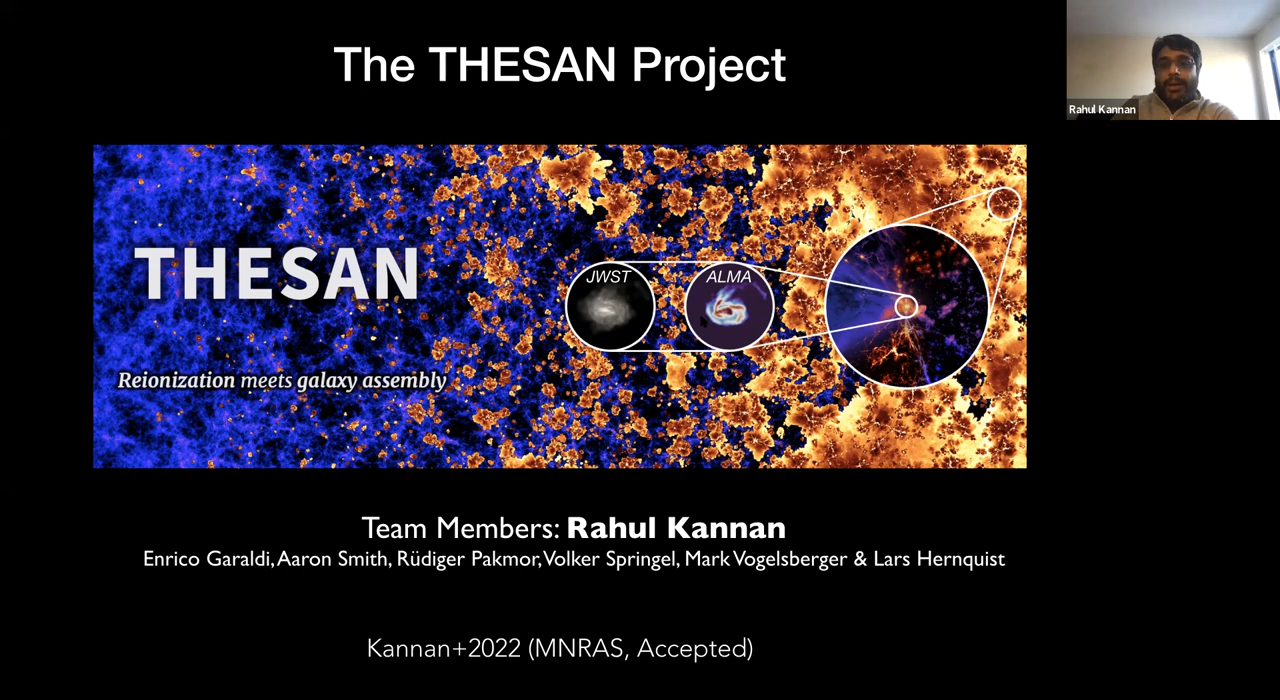 The THESAN Project
Rahul Kannan
THESAN
JWST
ALMA
Reionization meets galaxy assembly
Team Members: Rahul Kannan
Enrico Garaldi, Aaron Smith, Rüdiger Pakmor, Volker Springel, Mark Vogelsberger & Lars Hernquist
Kannan+2022 (MNRAS, Accepted)